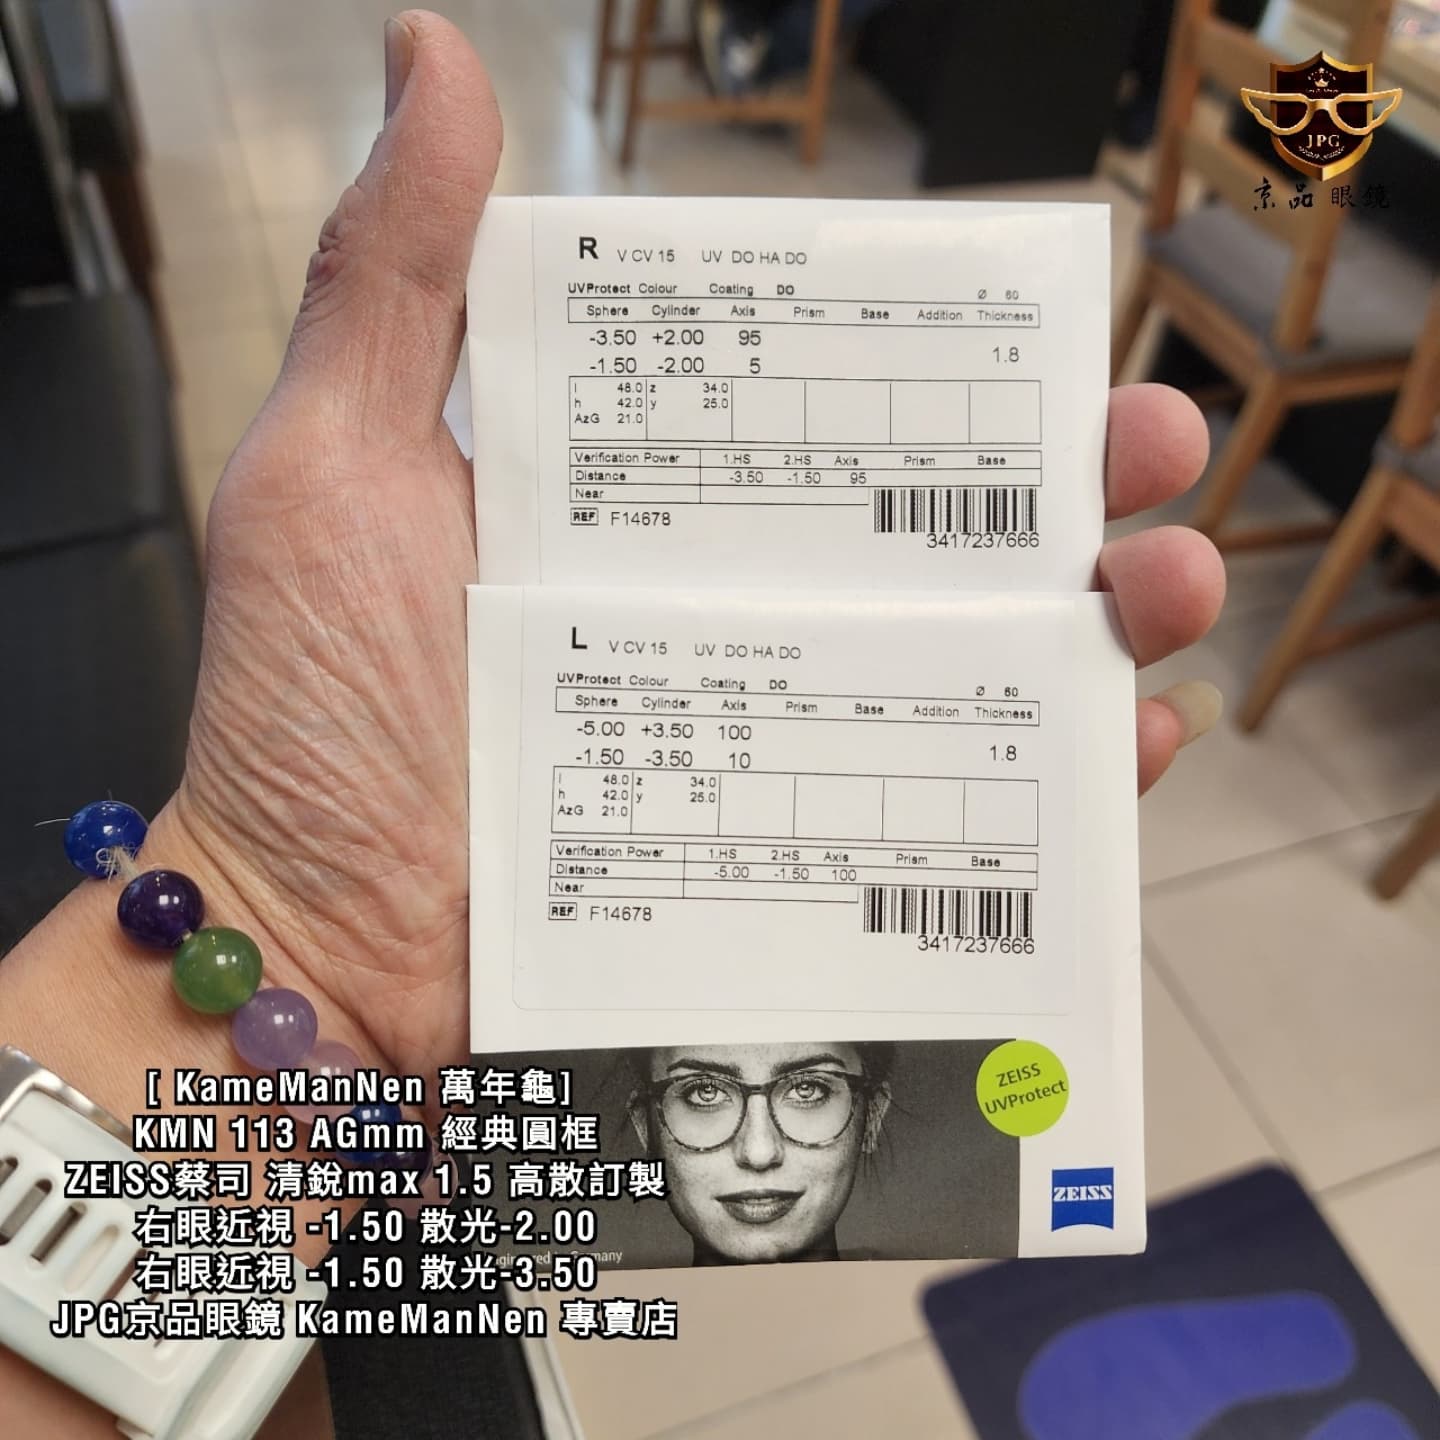 JPG
京品眼鏡
R V CV 15 UV DO HA DO
UVProtect Colour Coating DO Ø 60
Sphere Cylinder Axis Prism Base Addition Thickness
-3.50 +2.00 95
-1.50 -2.00 5 1.8
l 48.0 z 34.0
h 42.0 y 25.0
AzG 21.0
Verification Power 1.HS 2.HS Axis Prism Base
Distance -3.50 -1.50 95
Near
REF F14678
3417237666
L V CV 15 UV DO HA DO
UVProtect Colour Coating DO Ø 60
Sphere Cylinder Axis Prism Base Addition Thickness
-5.00 +3.50 100
-1.50 -3.50 10 1.8
l 48.0 z 34.0
h 42.0 y 25.0
AzG 21.0
Verification Power 1.HS 2.HS Axis Prism Base
Distance -5.00 -1.50 100
Near
REF F14678
3417237666
ZEISS
UVProtect
ZEISS
[ KameManNen 萬年龜]
KMN 113 AGmm 經典圓框
ZEISS蔡司 清銳max 1.5 高散訂製
右眼近視 -1.50 散光-2.00
右眼近視 -1.50 散光-3.50
JPG京品眼鏡 KameManNen 專賣店